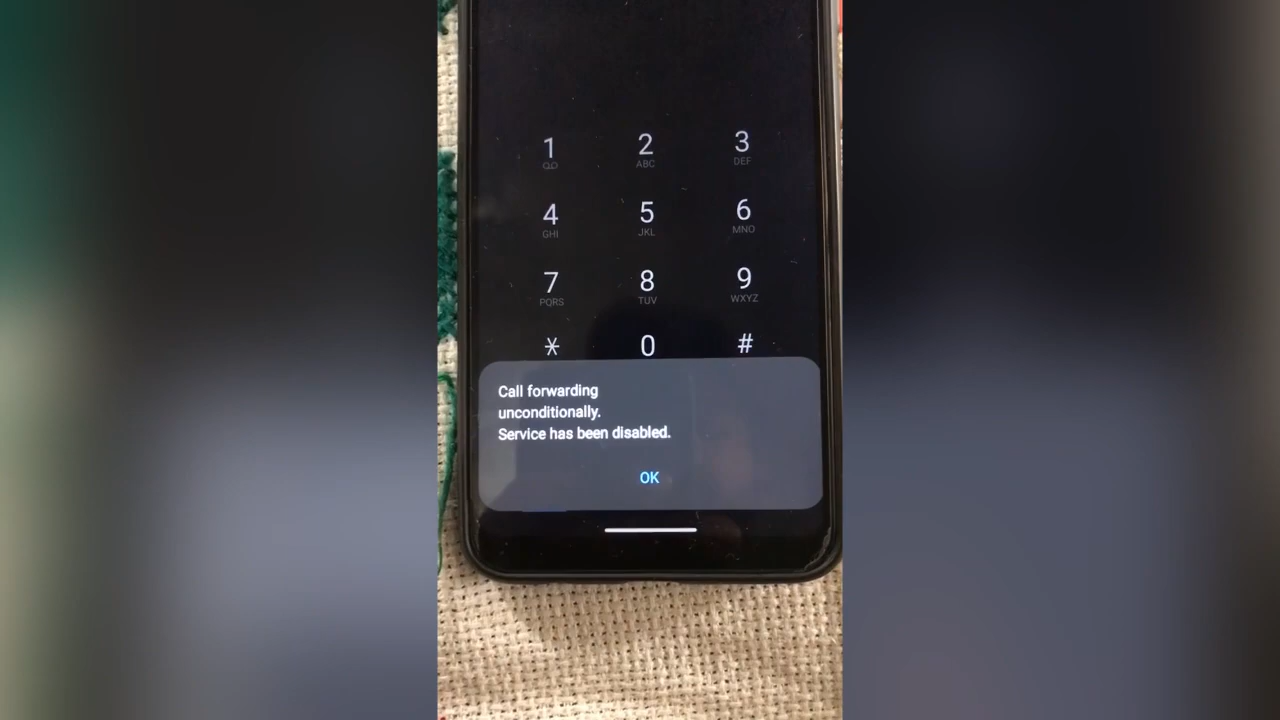 1 2 3
ABC DEF
4 5 6
GHI JKL MNO
7 8 9
PQRS TUV WXYZ
* 0 #
Call forwarding
unconditionally.
Service has been disabled.
OK